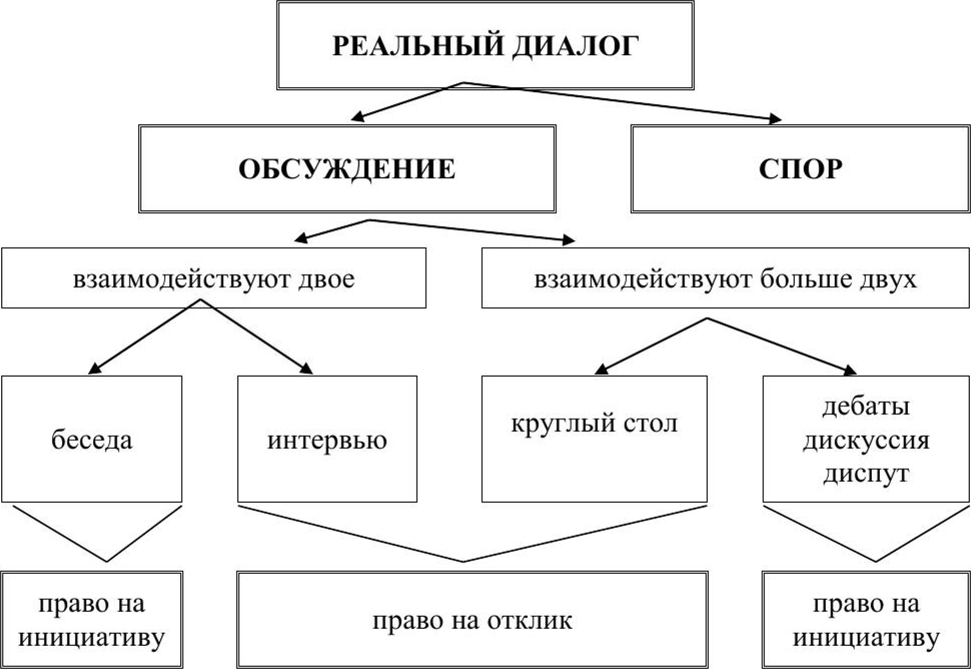 РЕАЛЬНЫЙ ДИАЛОГ
ОБСУЖДЕНИЕ
СПОР
взаимодействуют двое
взаимодействуют больше двух
беседа
интервью
круглый стол
дебаты
дискуссия
диспут
право на
инициативу
право на отклик
право на
инициативу